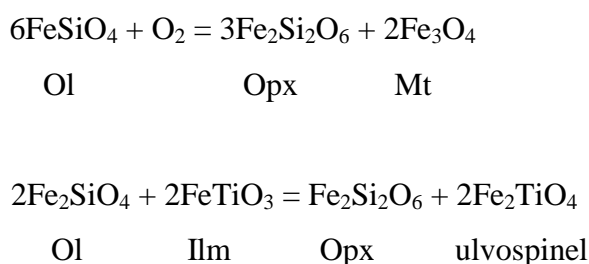 6FeSiO₄ + O₂ = 3Fe₂Si₂O₆ + 2Fe₃O₄
Ol Opx Mt
2Fe₂SiO₄ + 2FeTiO₃ = Fe₂Si₂O₆ + 2Fe₂TiO₄
Ol Ilm Opx ulvospinel